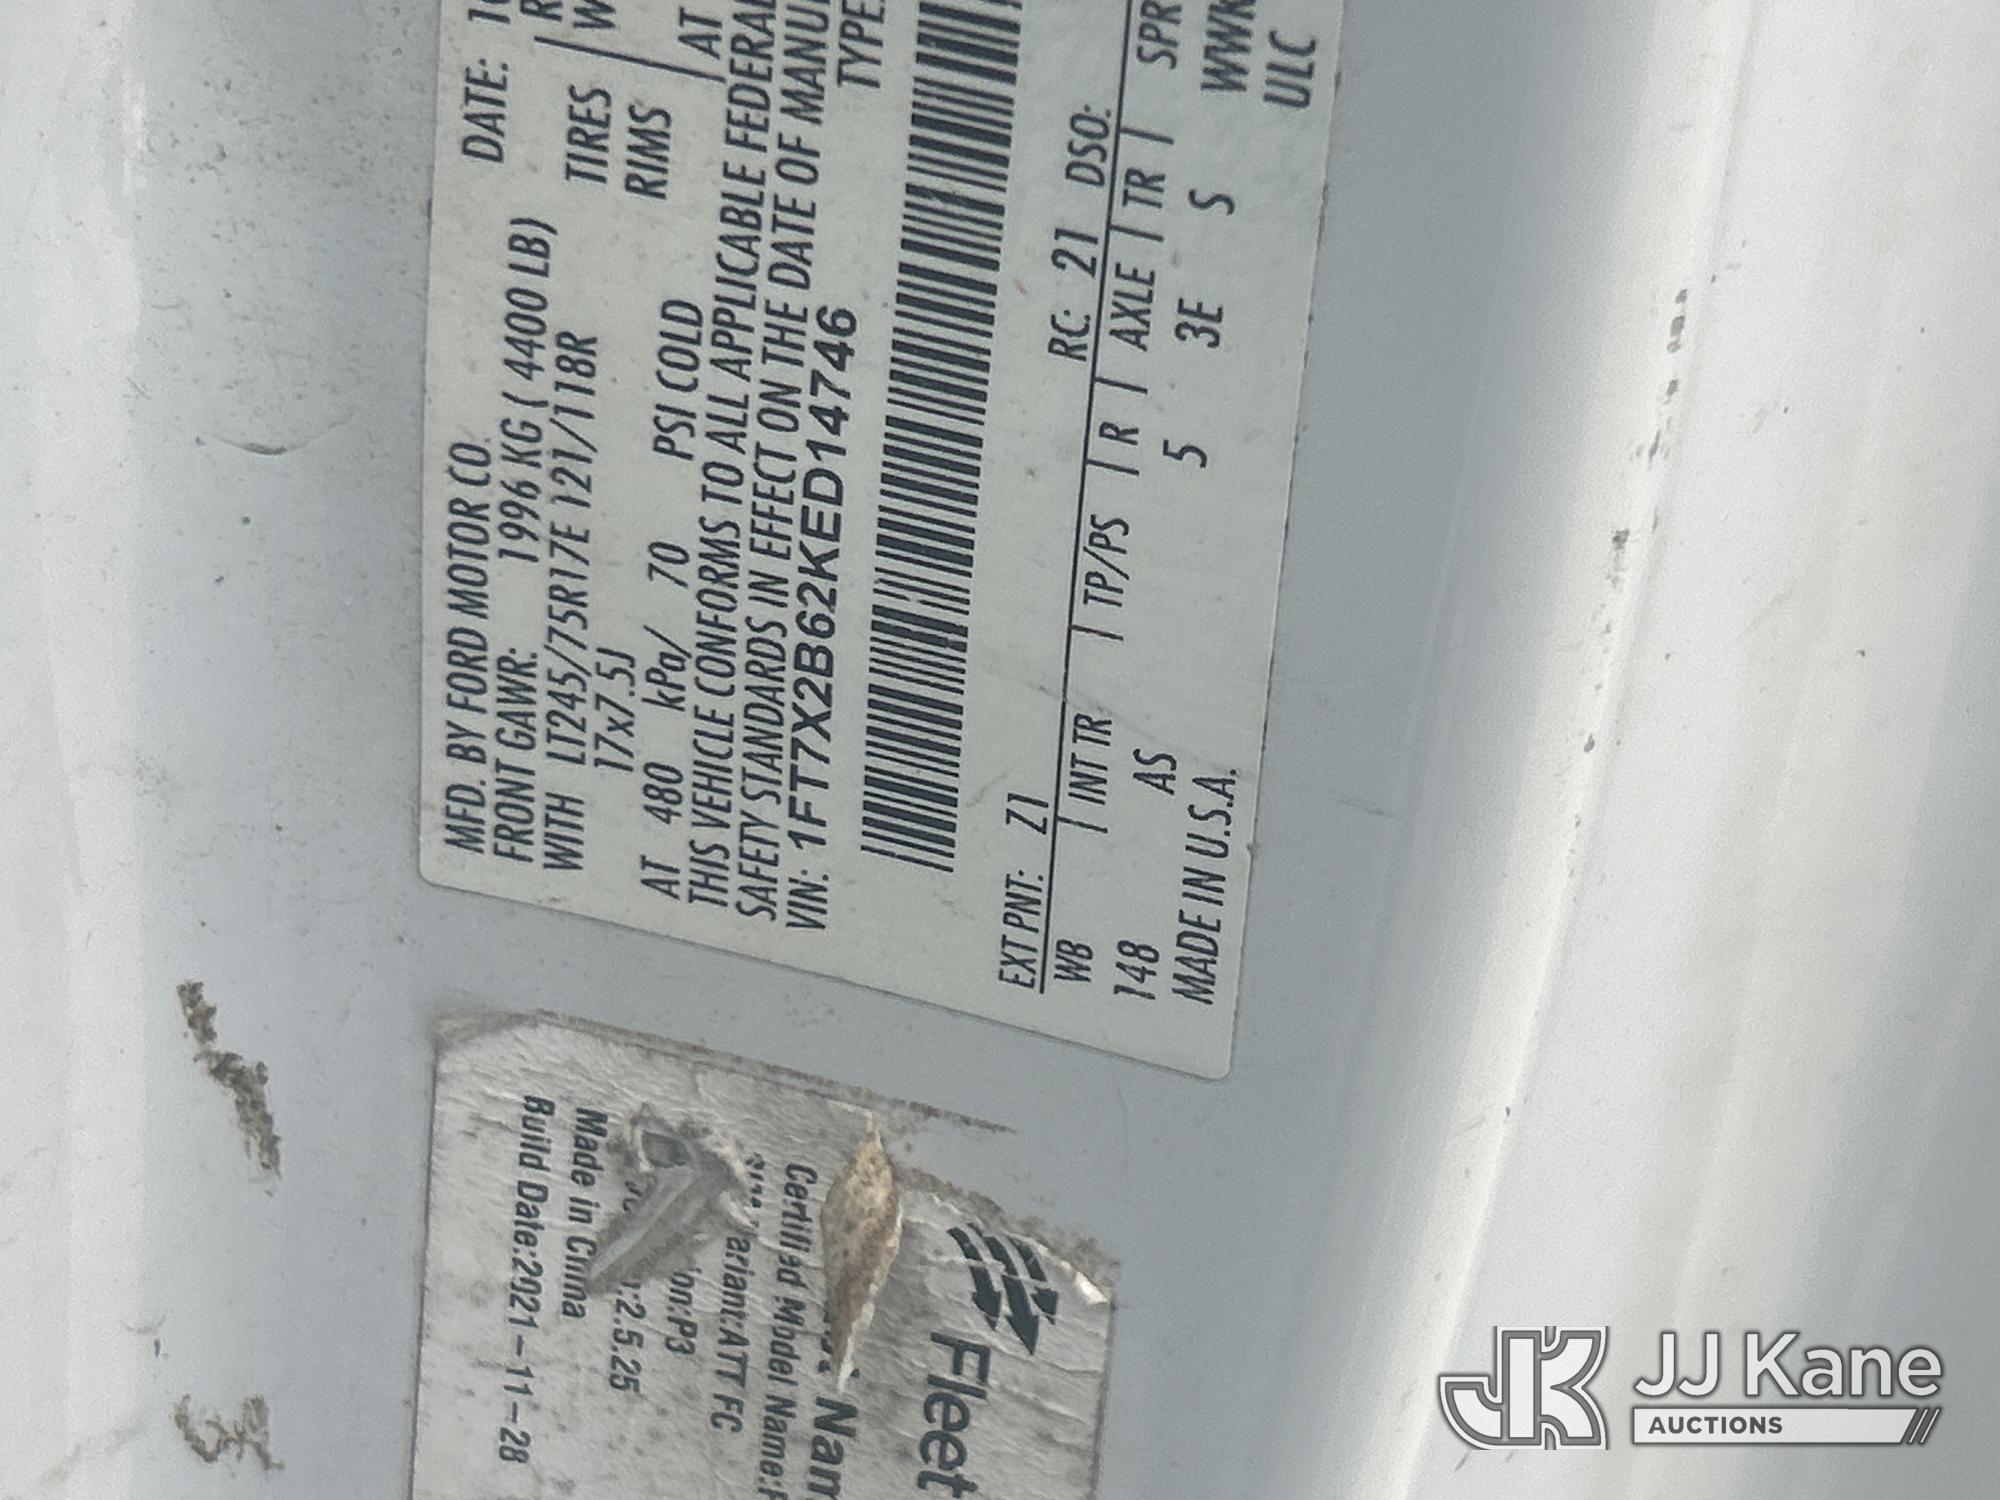 MFD. BY FORD MOTOR CO.
DATE:
FRONT GAWR: 1996 KG ( 4400 LB)
WITH LT245/75R17E 121/118R TIRES
17x7.5J RIMS
AT 480 kPa/ 70 PSI COLD AT
THIS VEHICLE CONFORMS TO ALL APPLICABLE FEDERAL
SAFETY STANDARDS IN EFFECT ON THE DATE OF
VIN: 1FT7X2B62KED14746 TYPE:
EXT PNT: Z1 RC: 21 DSO:
WB | INT TR | TP/PS | R | AXLE | TR | SPR
148 AS 5 3E S WWK
MADE IN U.S.A. ULC
Fleet
Certified Model Name:
ATT FC
P3
2.5.25
Made in China
Build Date:2021-11-28
JJ Kane
AUCTIONS